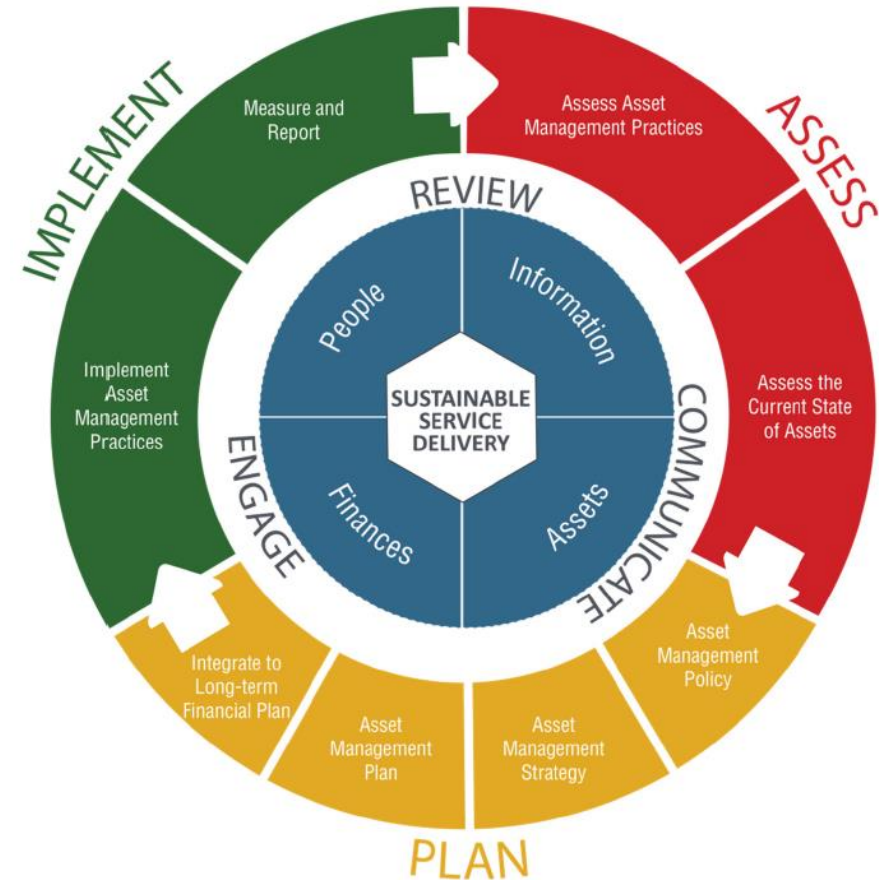 IMPLEMENT
Measure and
Report
Assess Asset
Management Practices
ASSESS
REVIEW
People
Information
Implement
Asset
Management
Practices
SUSTAINABLE
SERVICE
DELIVERY
Assess the
Current State
of Assets
ENGAGE
COMMUNICATE
Finances
Assets
Integrate to
Long-term
Financial Plan
Asset
Management
Plan
Asset
Management
Strategy
Asset
Management
Policy
PLAN